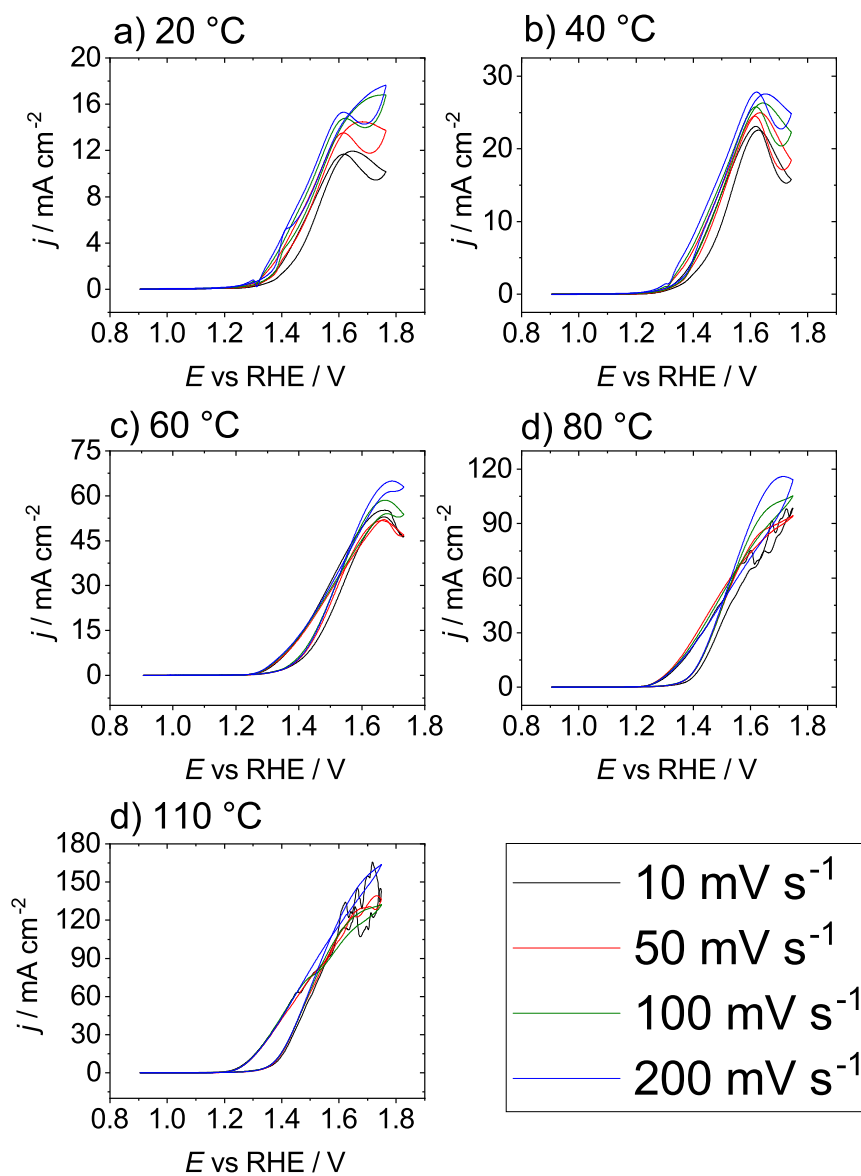 a) 20 °C
20
16
12
8
4
0
j / mA cm⁻²
0.8 1.0 1.2 1.4 1.6 1.8
E vs RHE / V
b) 40 °C
30
20
10
0
j / mA cm⁻²
0.8 1.0 1.2 1.4 1.6 1.8
E vs RHE / V
c) 60 °C
75
60
45
30
15
0
j / mA cm⁻²
0.8 1.0 1.2 1.4 1.6 1.8
E vs RHE / V
d) 80 °C
120
90
60
30
0
j / mA cm⁻²
0.8 1.0 1.2 1.4 1.6 1.8
E vs RHE / V
d) 110 °C
180
150
120
90
60
30
0
j / mA cm⁻²
0.8 1.0 1.2 1.4 1.6 1.8
E vs RHE / V
10 mV s⁻¹
50 mV s⁻¹
100 mV s⁻¹
200 mV s⁻¹